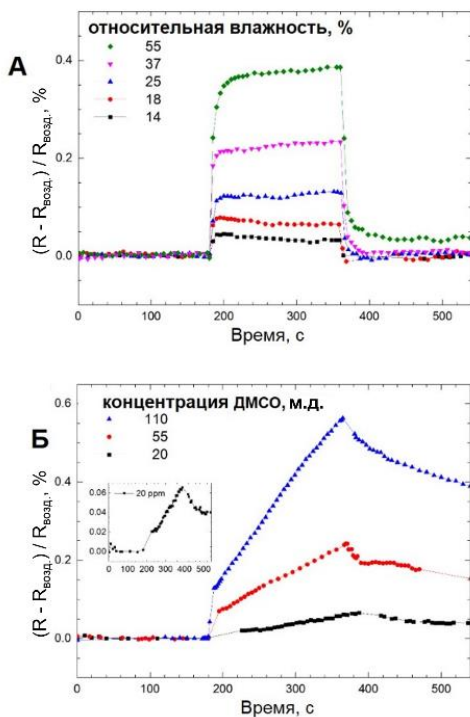 А
относительная влажность, %
55
37
25
18
14
(R - Rвозд.) / Rвозд., %
0.4
0.2
0.0
0 100 200 300 400 500
Время, с
Б
концентрация ДМСО, м.д.
110
55
20
(R - Rвозд.) / Rвозд., %
0.6
0.4
0.2
0.0
20 ppm
0.06
0.04
0.02
0.00
0 100 200 300 400 500
0 100 200 300 400 500
Время, с